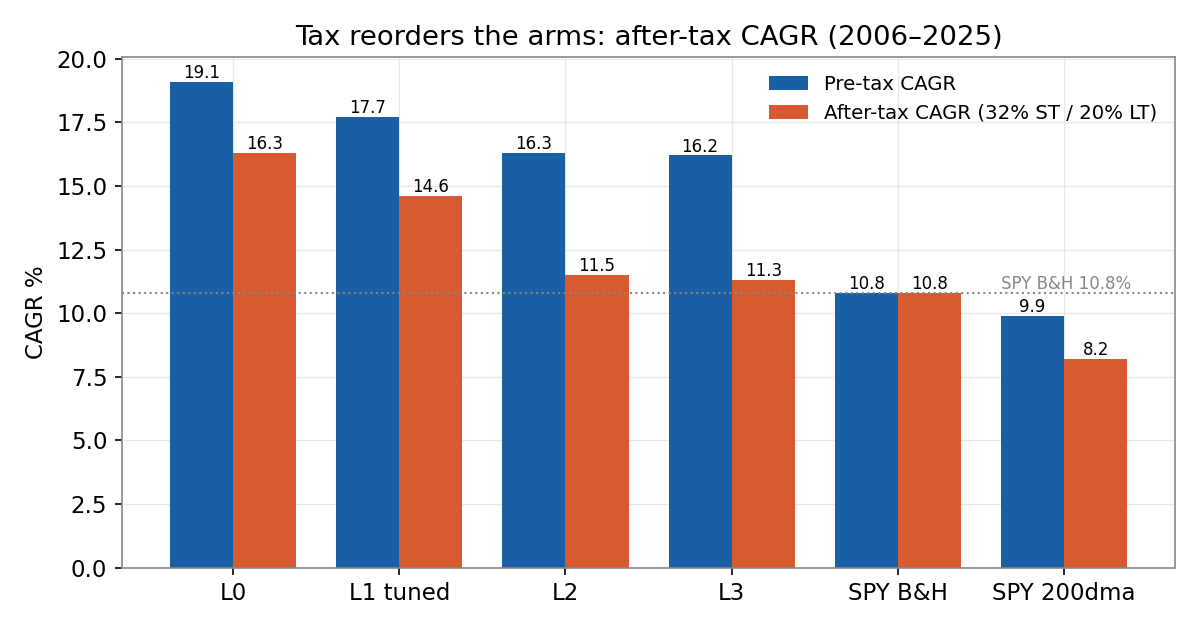 Tax reorders the arms: after-tax CAGR (2006–2025)
CAGR %
20.0
17.5
15.0
12.5
10.0
7.5
5.0
2.5
0.0
Pre-tax CAGR
After-tax CAGR (32% ST / 20% LT)
19.1
16.3
17.7
14.6
16.3
11.5
16.2
11.3
10.8
10.8
SPY B&H 10.8%
9.9
8.2
L0
L1 tuned
L2
L3
SPY B&H
SPY 200dma